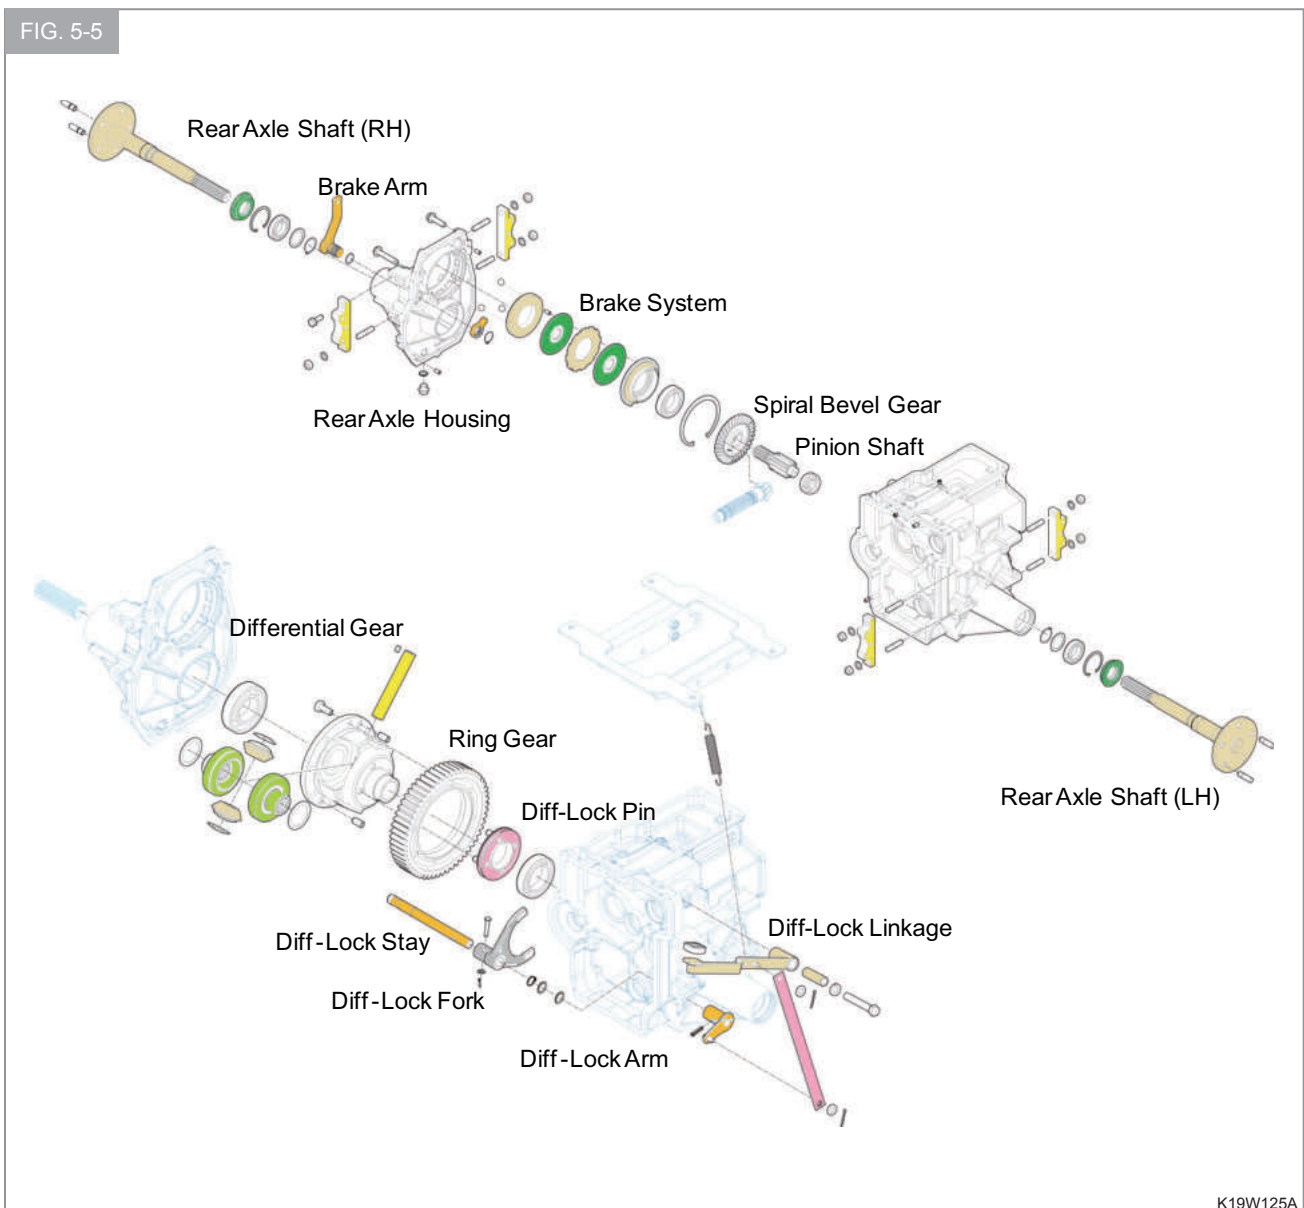 FIG. 5-5
Rear Axle Shaft (RH)
Brake Arm
Brake System
Rear Axle Housing
Spiral Bevel Gear
Pinion Shaft
Differential Gear
Ring Gear
Rear Axle Shaft (LH)
Diff-Lock Pin
Diff-Lock Stay
Diff-Lock Linkage
Diff-Lock Fork
Diff-Lock Arm
K19W125A